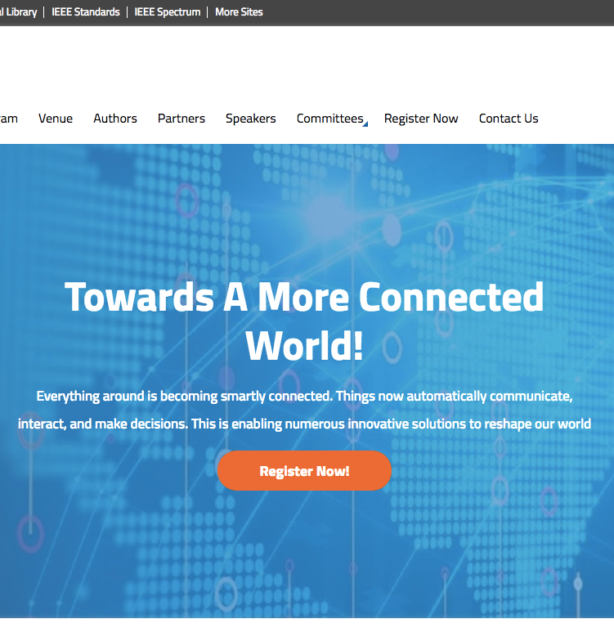 l Library | IEEE Standards | IEEE Spectrum | More Sites
am Venue Authors Partners Speakers Committees Register Now Contact Us
Towards A More Connected
World!
Everything around is becoming smartly connected. Things now automatically communicate,
interact, and make decisions. This is enabling numerous innovative solutions to reshape our world
Register Now!